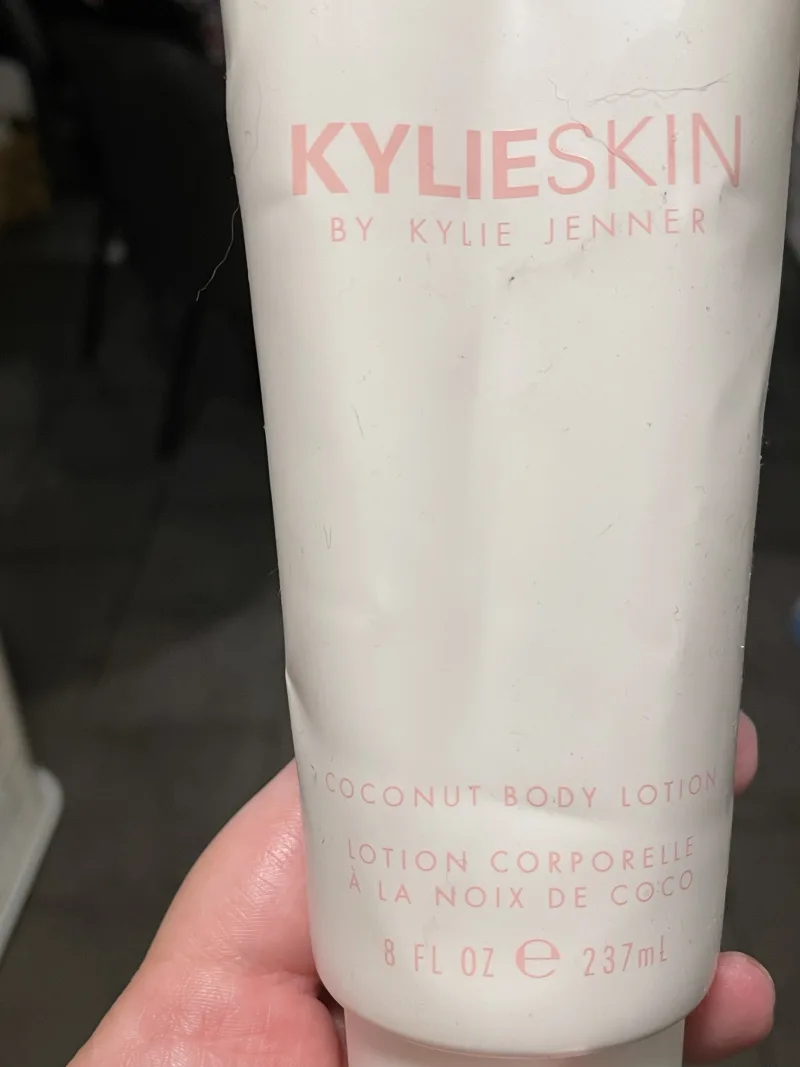 KYLIESKIN
BY KYLIE JENNER
COCONUT BODY LOTION
LOTION CORPORELLE
À LA NOIX DE COCO
8 FL OZ ℮ 237mL